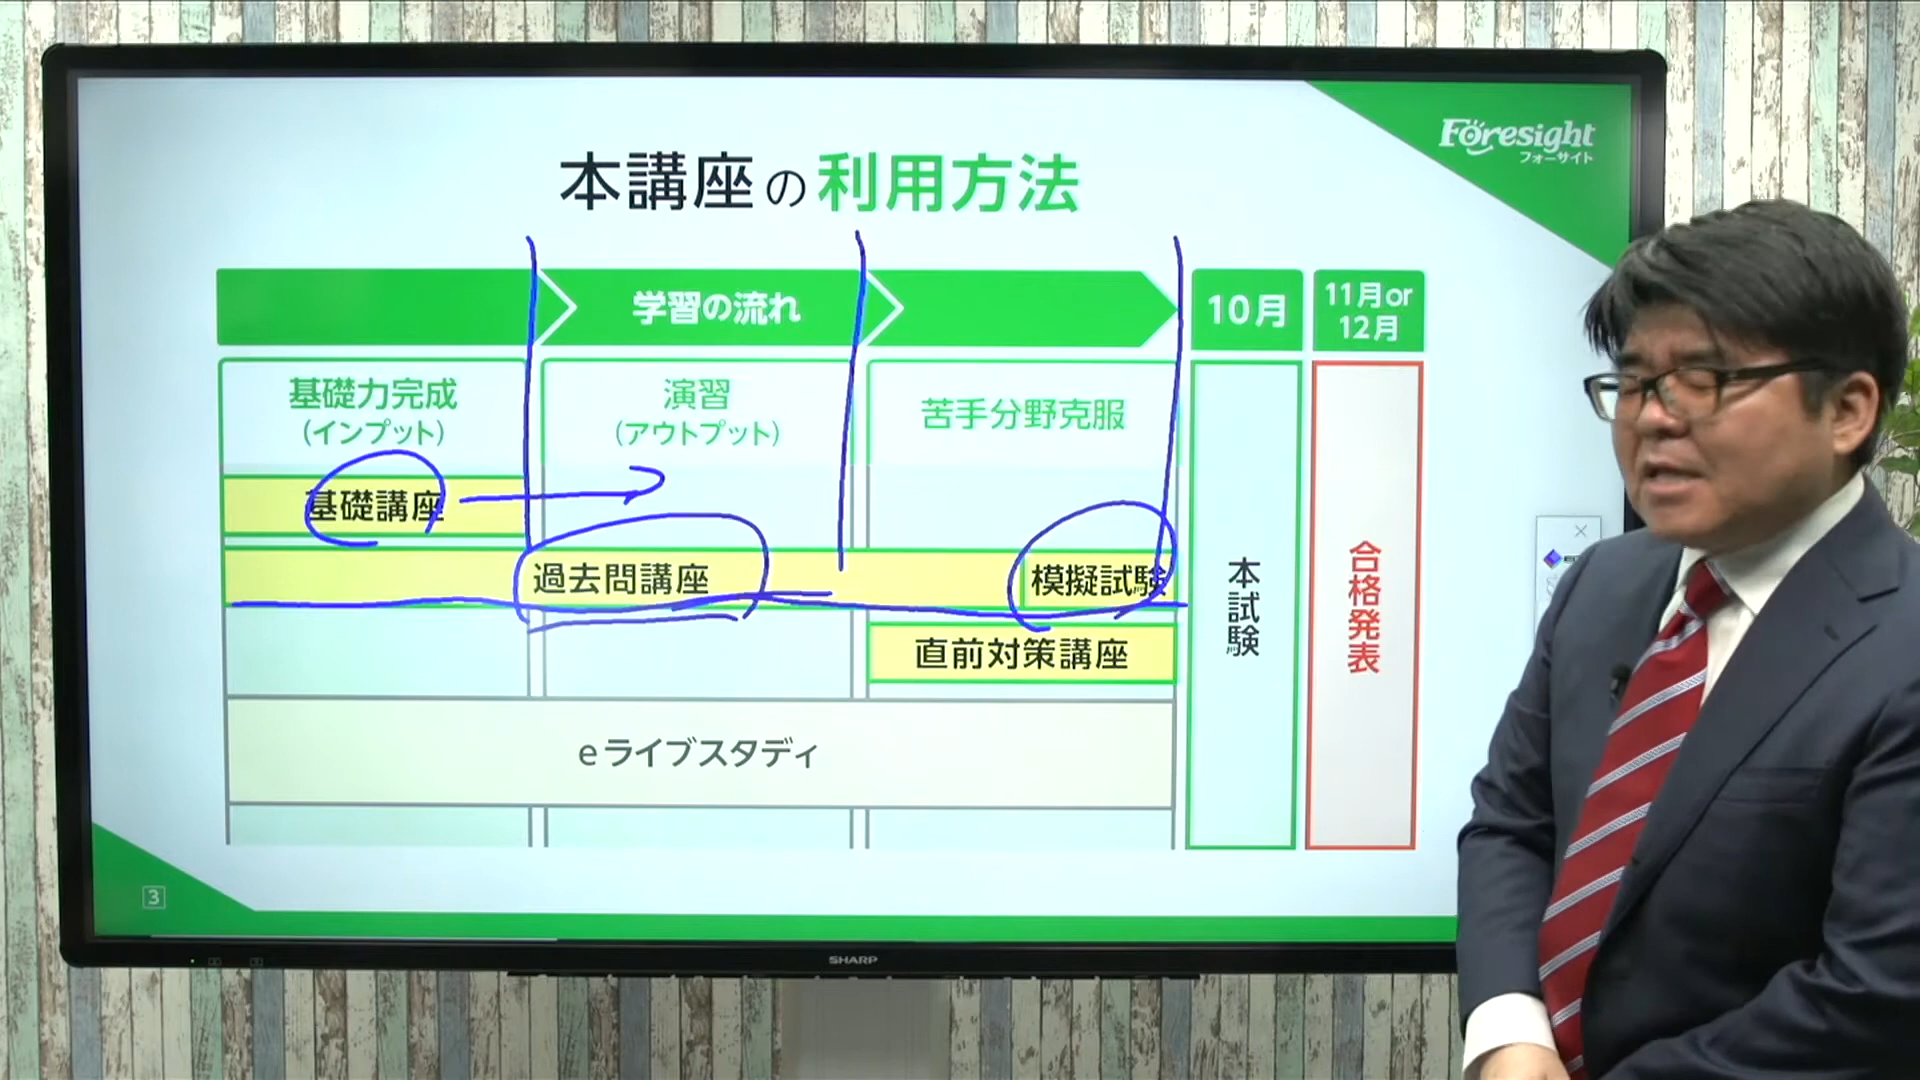 Foresight
フォーサイト
本講座の利用方法
学習の流れ
10月
11月or
12月
基礎力完成
(インプット)
演習
(アウトプット)
苦手分野克服
基礎講座
過去問講座
模擬試験
直前対策講座
eライブスタディ
本試験
合格発表
3
SHARP